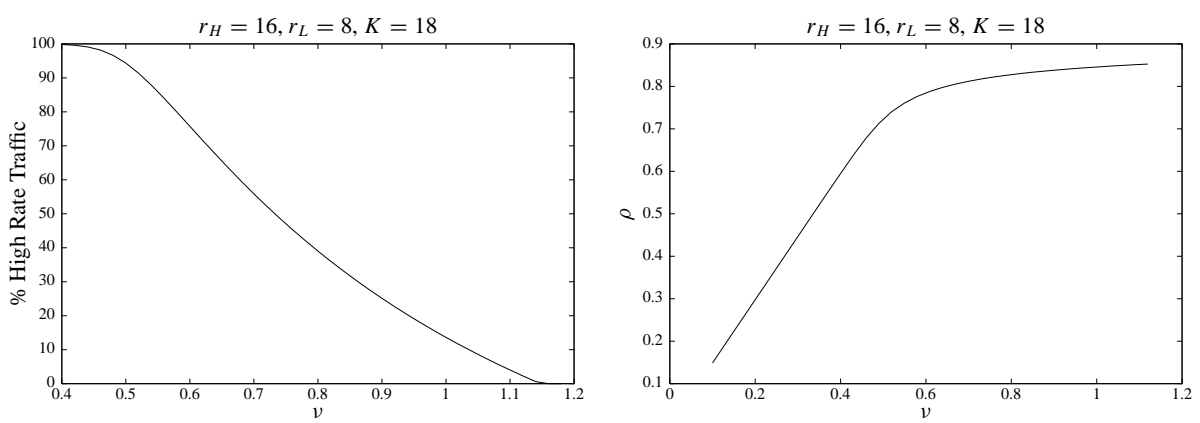 r_H = 16, r_L = 8, K = 18
100
90
80
70
60
50
40
30
20
10
0
% High Rate Traffic
0.4 0.5 0.6 0.7 0.8 0.9 1 1.1 1.2
ν
r_H = 16, r_L = 8, K = 18
0.9
0.8
0.7
0.6
0.5
0.4
0.3
0.2
0.1
ρ
0 0.2 0.4 0.6 0.8 1 1.2
ν